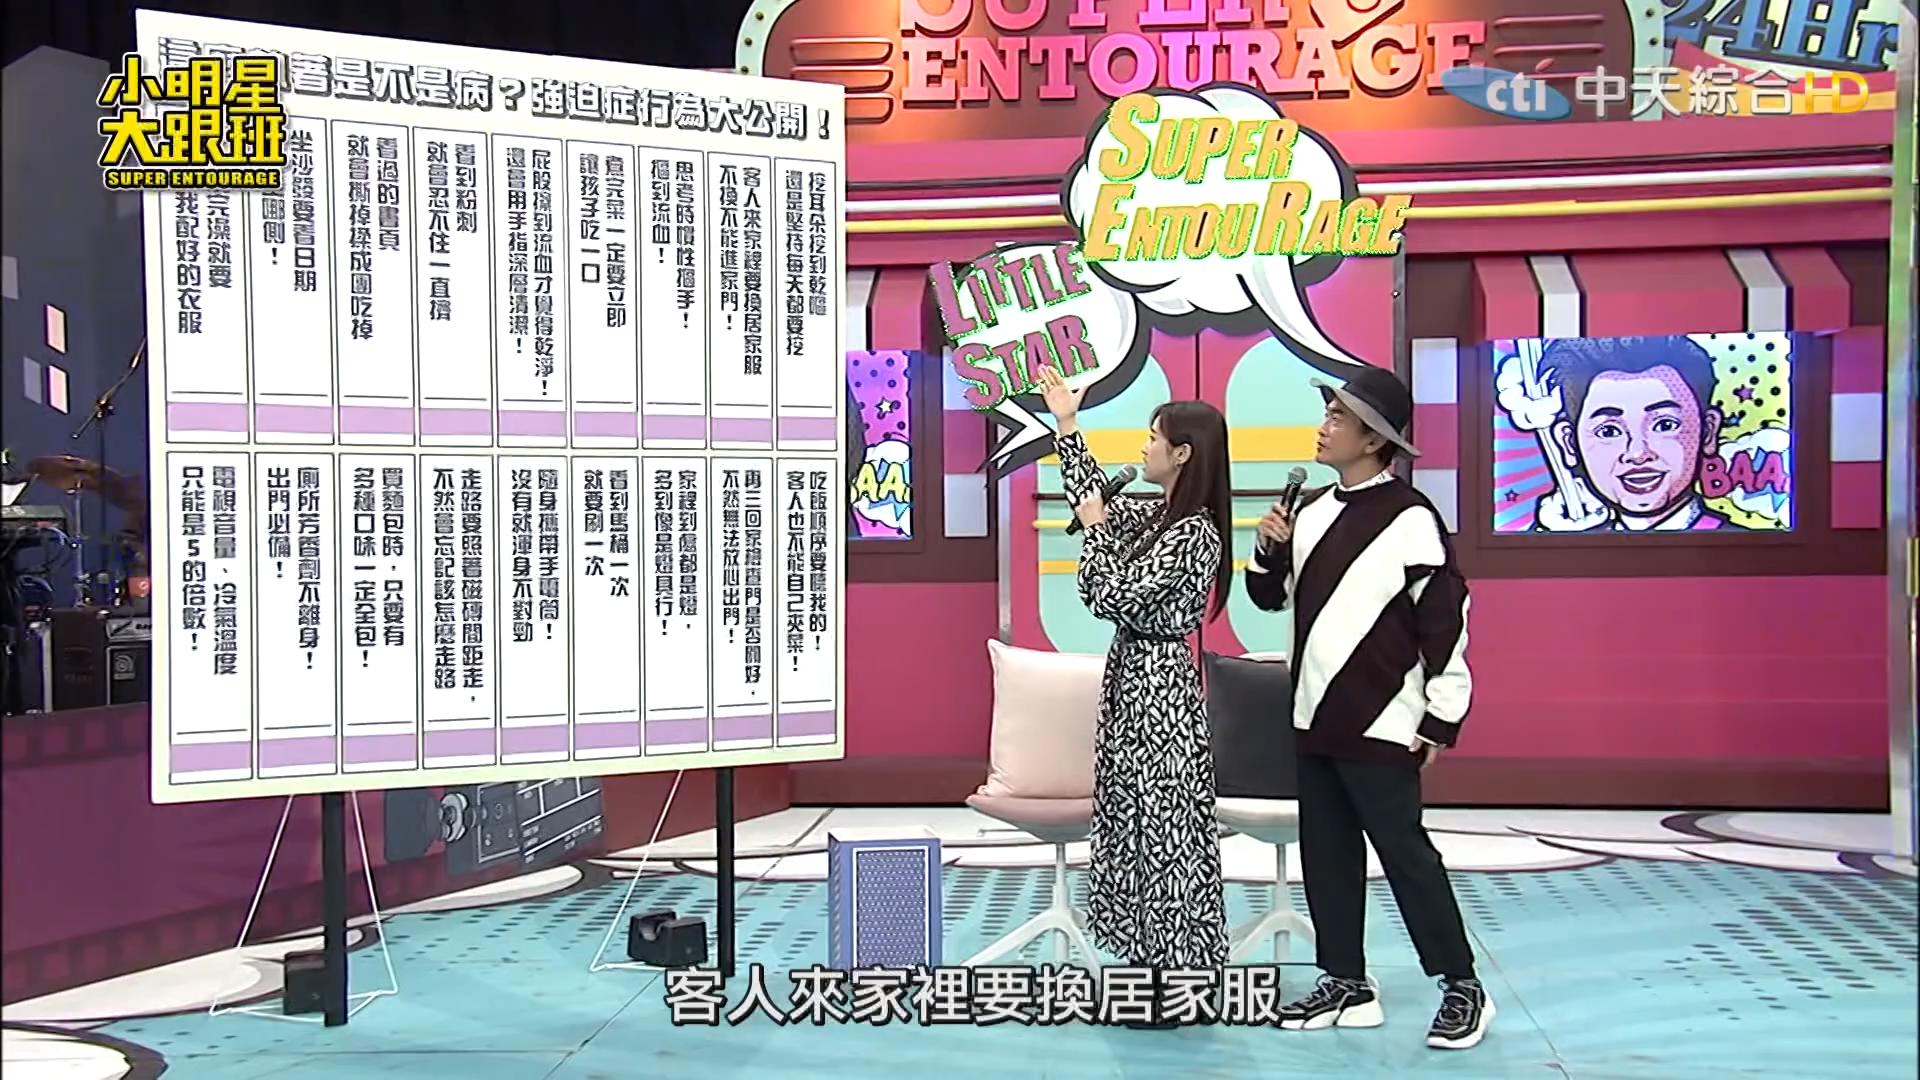 小明星
大跟班
SUPER ENTOURAGE
著是不是病？強迫症行為大公開！
SUPER
ENTOURAGE
24Hr
cti 中天綜合HD
SUPER
ENTOURAGE
LITTLE
STAR
挖耳朵挖到乾嘔
還是堅持每天都要挖
客人來家裡要換居家服
不換不能進家門！
思考時慣性摳手！
摳到流血！
煮完菜一定要立即
讓孩子吃一口
屁股擦到流血才覺得乾淨！
還會用手指深層清潔！
看到粉刺
就會忍不住一直擠
看過的書頁
就會撕掉揉成團吃掉
坐沙發要看日期
哪側！
完澡就要
我配好的衣服
吃飯順序要聽我的！
客人也不能自己夾菜！
再三回家檢查門是否關好，
不然無法放心出門！
家裡到處都是燈，
多到像是燈具行！
看到馬桶一次
就要刷一次
隨身攜帶手電筒！
沒有就渾身不對勁
走路要照著磁磚間距走，
不然會忘記該怎麼走路
買麵包時，只要有
多種口味一定全包！
廁所芳香劑不離身！
出門必備！
電視音量、冷氣溫度
只能是5的倍數！
BAA
客人來家裡要換居家服